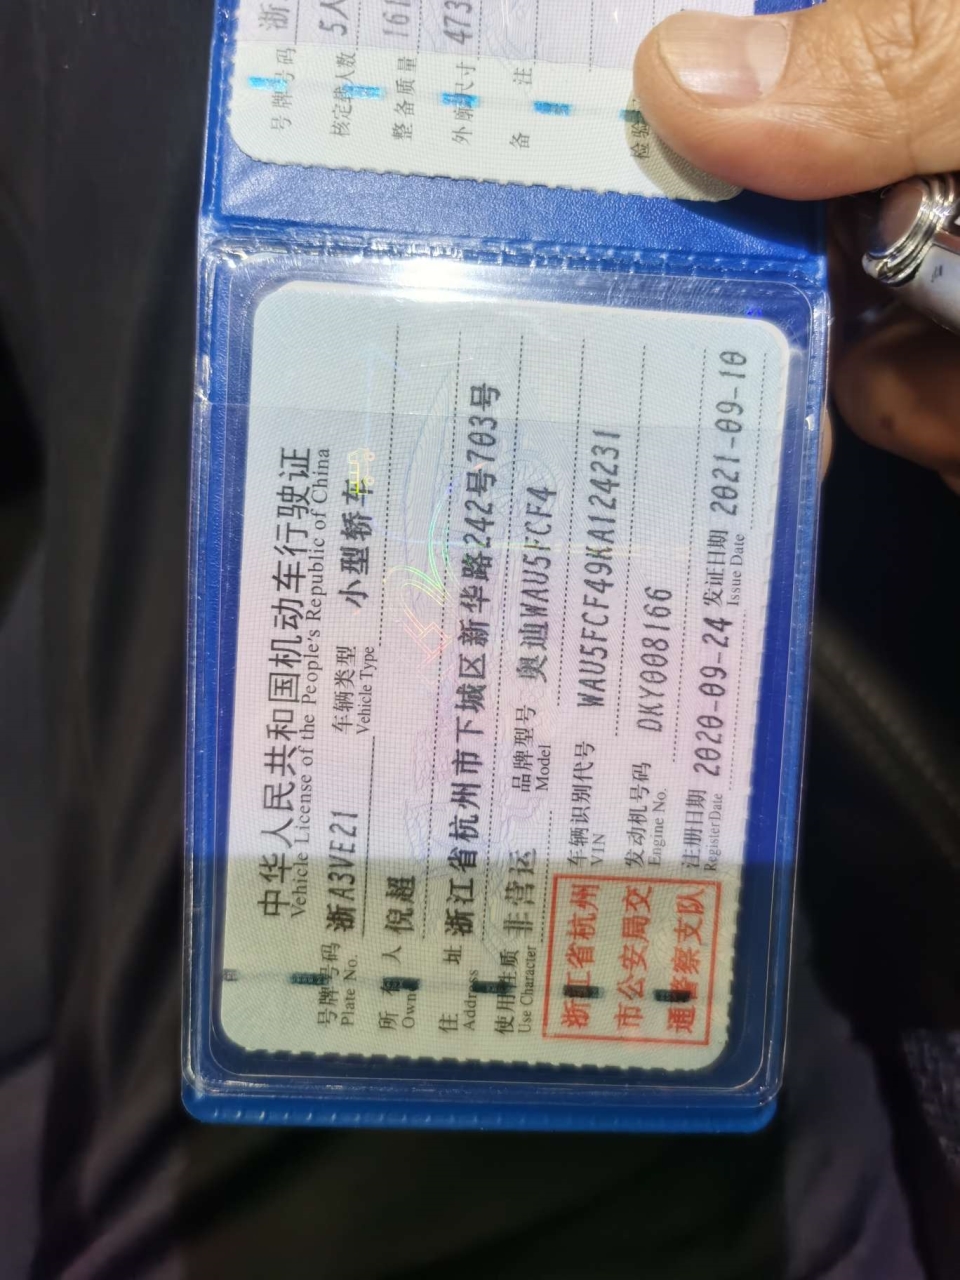 号牌号码 浙
核定载人数 5人
整备质量 161
外廓尺寸 473
备 注
检验
中华人民共和国机动车行驶证
Vehicle License of the People's Republic of China
号牌号码 浙A3VE21 车辆类型 小型轿车
Plate No. Vehicle Type
所有人 倪超
Owner
住 址 浙江省杭州市下城区新华路242号703号
Address
使用性质 非营运 品牌型号 奥迪WAU5FCF4
Use Character Model
浙江省杭州
市公安局交
通警察支队
车辆识别代号 WAU5FCF49KA124231
VIN
发动机号码 DKY008166
Engine No.
注册日期 2020-09-24 发证日期 2021-09-10
Register Date Issue Date